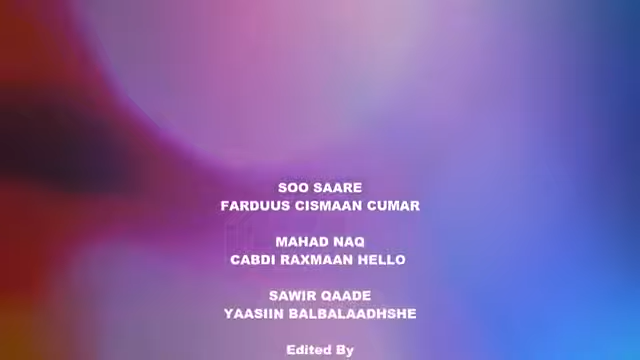 SOO SAARE
FARDUUS CISMAAN CUMAR
MAHAD NAQ
CABDI RAXMAAN HELLO
SAWIR QAADE
YAASIIN BALBALAADHSHE
Edited By